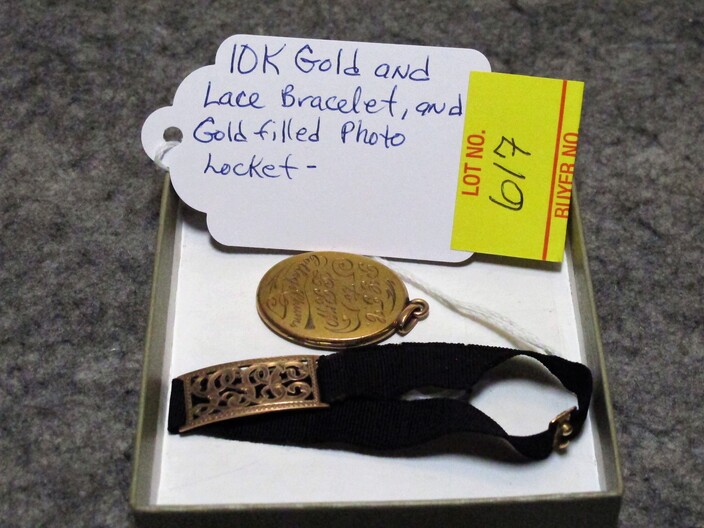 10K Gold and
Lace Bracelet, and
Gold filled Photo
Locket -
LOT NO.
617
BUYER NO.